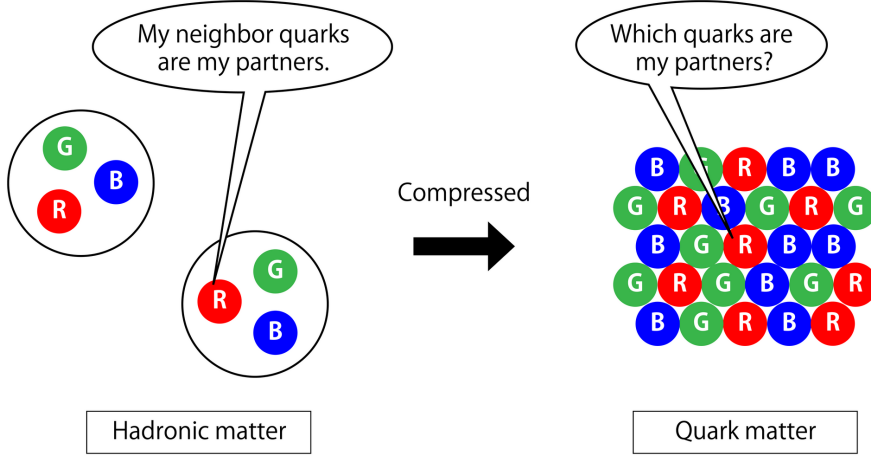 My neighbor quarks
are my partners.
Which quarks are
my partners?
G
B
R
G
R
B
Compressed
B G R B B
G R B G R G
B G R B B
G R G B G R
B G R B R
Hadronic matter
Quark matter